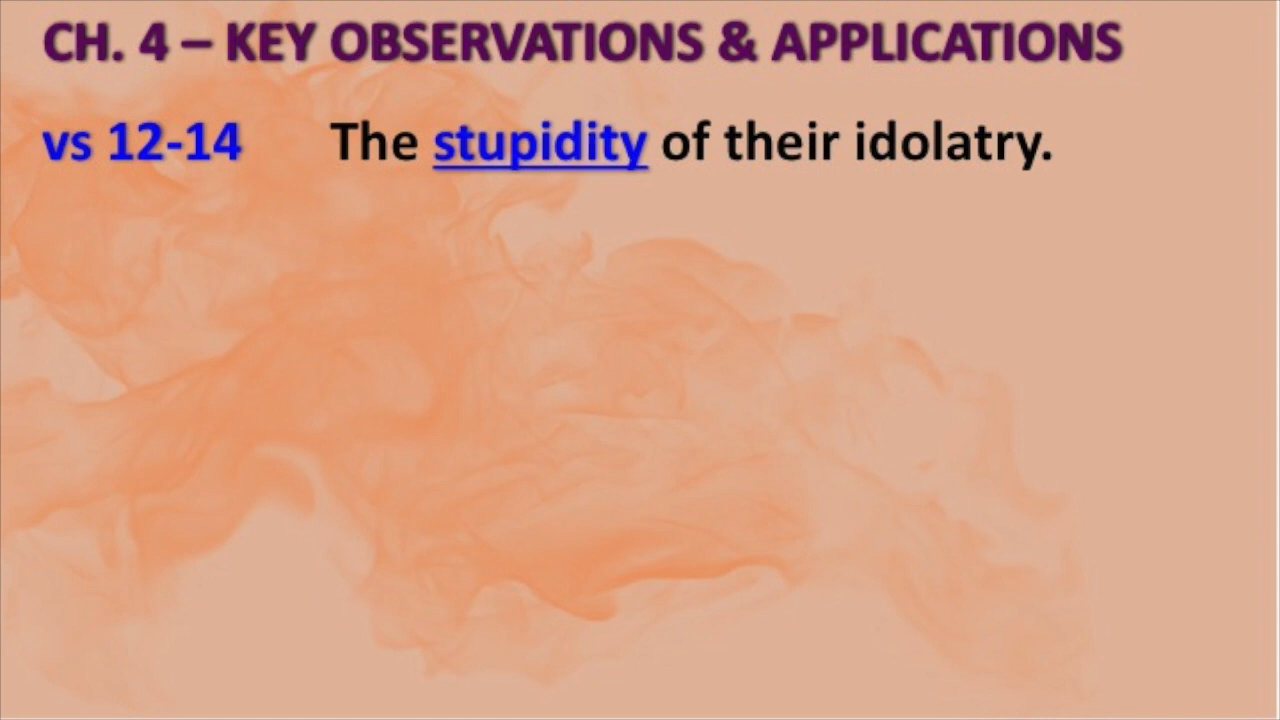 CH. 4 – KEY OBSERVATIONS & APPLICATIONS
vs 12-14 The stupidity of their idolatry.